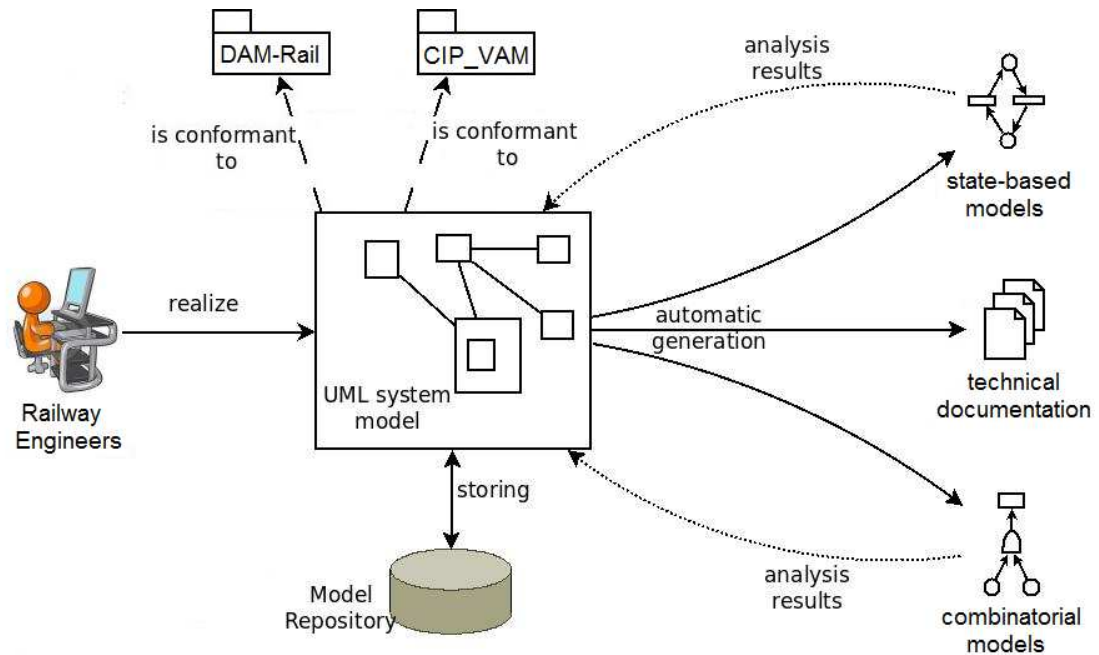 DAM-Rail
CIP_VAM
analysis
results
is conformant
to
is conformant
to
state-based
models
realize
Railway
Engineers
UML system
model
automatic
generation
technical
documentation
storing
Model
Repository
analysis
results
combinatorial
models